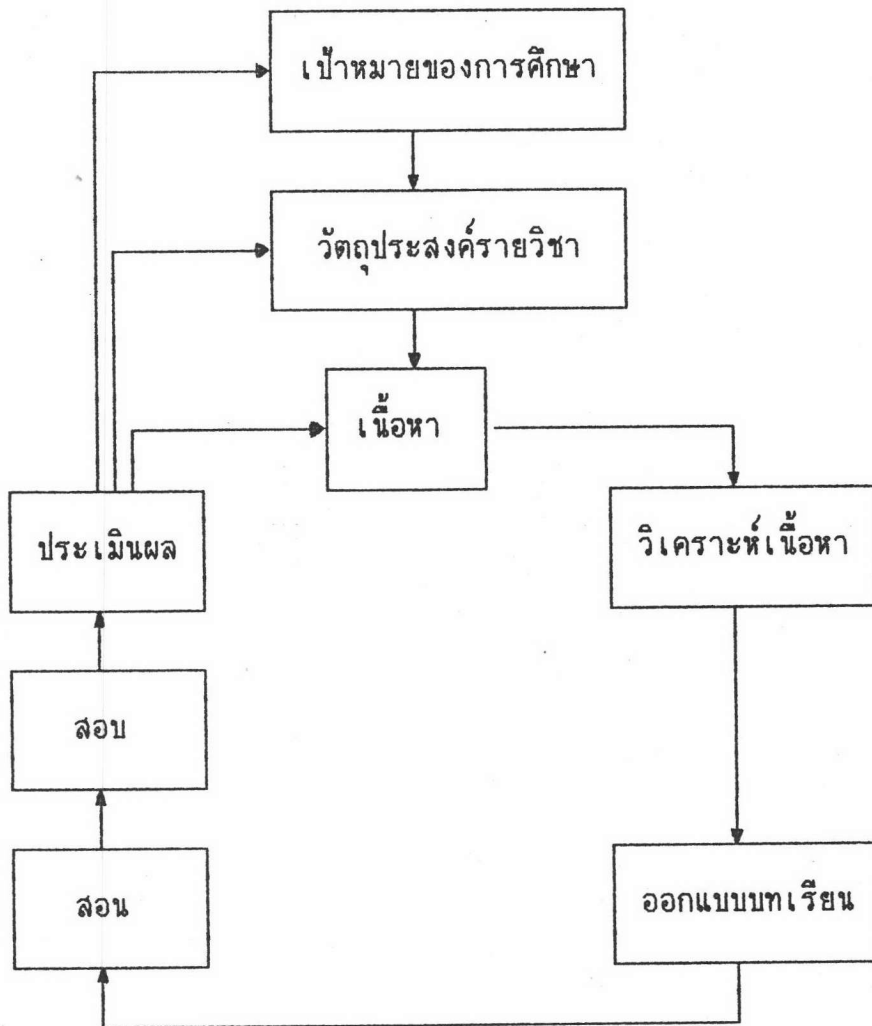 เป้าหมายของการศึกษา
วัตถุประสงค์รายวิชา
เนื้อหา
ประเมินผล
วิเคราะห์เนื้อหา
สอบ
สอน
ออกแบบบทเรียน